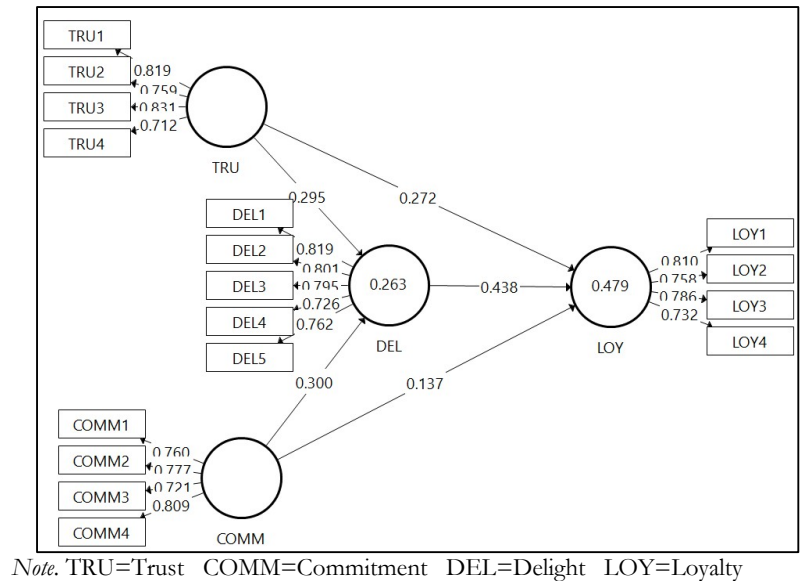 TRU1
TRU2
TRU3
TRU4
0.819
0.759
0.831
0.712
TRU
0.295
0.272
DEL1
DEL2
DEL3
DEL4
DEL5
0.819
0.801
0.795
0.726
0.762
0.263
DEL
0.438
0.479
LOY
0.810
0.758
0.786
0.732
LOY1
LOY2
LOY3
LOY4
0.300
0.137
COMM1
COMM2
COMM3
COMM4
0.760
0.777
0.721
0.809
COMM
Note. TRU=Trust COMM=Commitment DEL=Delight LOY=Loyalty